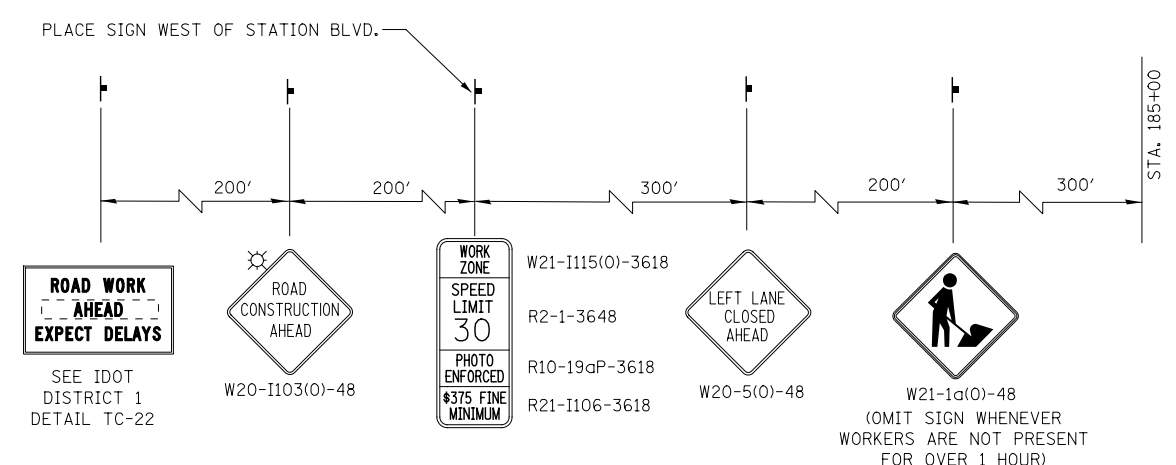 PLACE SIGN WEST OF STATION BLVD.
STA. 185+00
200'
200'
300'
200'
300'
ROAD WORK
AHEAD
EXPECT DELAYS
SEE IDOT
DISTRICT 1
DETAIL TC-22
ROAD
CONSTRUCTION
AHEAD
W20-I103(O)-48
WORK
ZONE
W21-I115(O)-3618
SPEED
LIMIT
30
R2-1-3648
PHOTO
ENFORCED
R10-19aP-3618
$375 FINE
MINIMUM
R21-I106-3618
LEFT LANE
CLOSED
AHEAD
W20-5(O)-48
W21-1a(O)-48
(OMIT SIGN WHENEVER
WORKERS ARE NOT PRESENT
FOR OVER 1 HOUR)